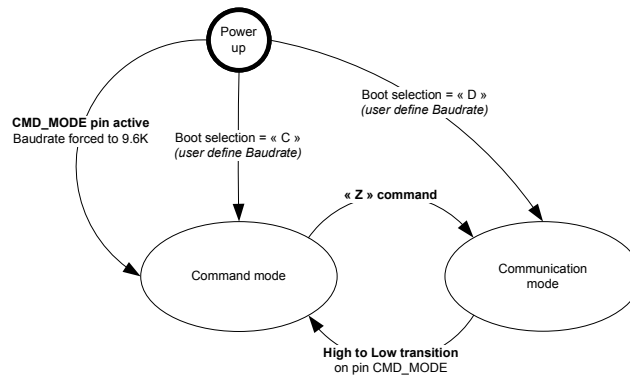 Power
up
Boot selection = « D »
(user define Baudrate)
CMD_MODE pin active
Baudrate forced to 9.6K
Boot selection = « C »
(user define Baudrate)
« Z » command
Command mode
Communication
mode
High to Low transition
on pin CMD_MODE